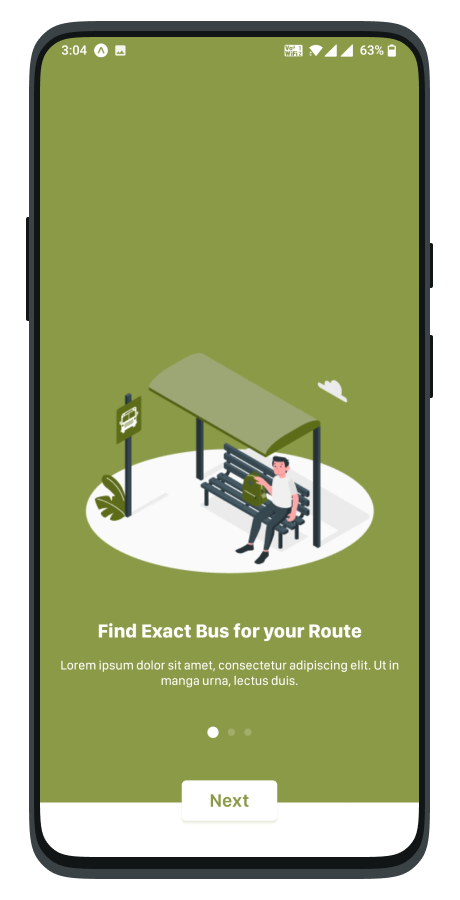 3:04 63%
Find Exact Bus for your Route
Lorem ipsum dolor sit amet, consectetur adipiscing elit. Ut in
manga urna, lectus duis.
Next